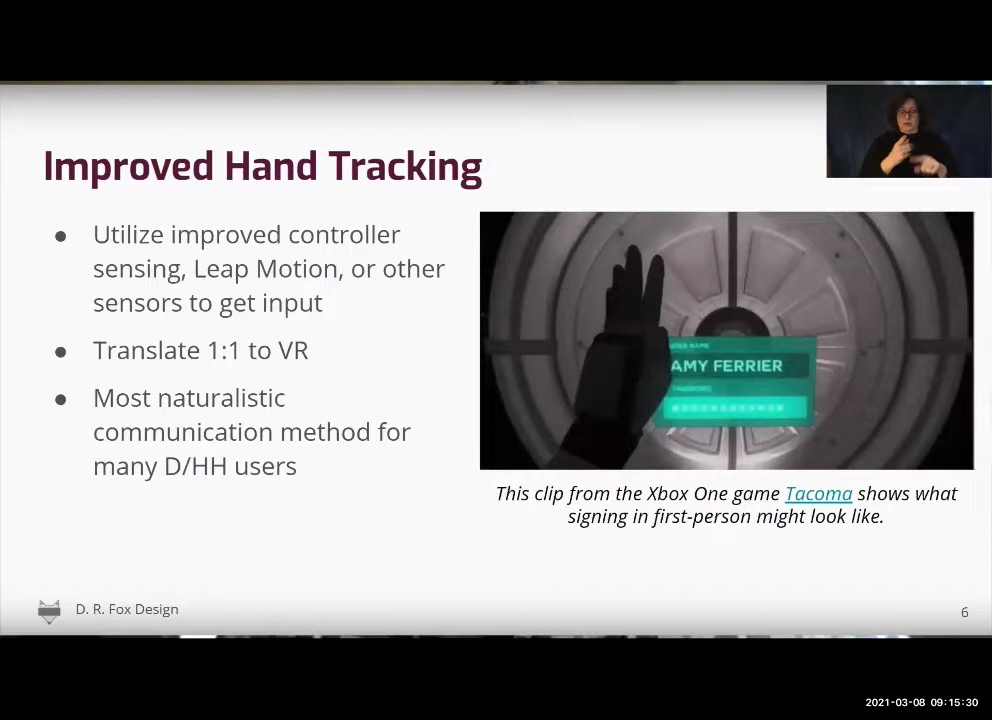 Improved Hand Tracking
● Utilize improved controller
sensing, Leap Motion, or other
sensors to get input
● Translate 1:1 to VR
● Most naturalistic
communication method for
many D/HH users
USER NAME
AMY FERRIER
This clip from the Xbox One game Tacoma shows what
signing in first-person might look like.
D. R. Fox Design
6
2021-03-08 09:15:30